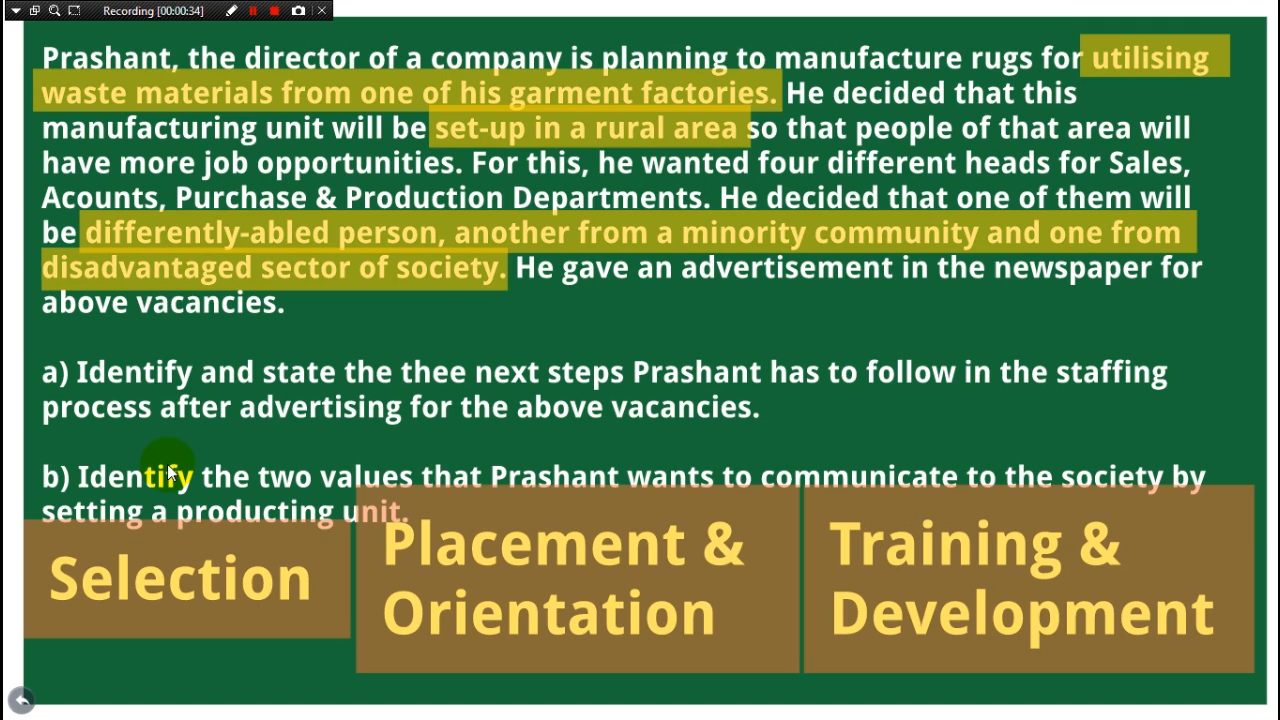 Recording [00:00:34]
Prashant, the director of a company is planning to manufacture rugs for utilising
waste materials from one of his garment factories. He decided that this
manufacturing unit will be set-up in a rural area so that people of that area will
have more job opportunities. For this, he wanted four different heads for Sales,
Acounts, Purchase & Production Departments. He decided that one of them will
be differently-abled person, another from a minority community and one from
disadvantaged sector of society. He gave an advertisement in the newspaper for
above vacancies.
a) Identify and state the thee next steps Prashant has to follow in the staffing
process after advertising for the above vacancies.
b) Identify the two values that Prashant wants to communicate to the society by
setting a producting unit.
Selection
Placement &
Orientation
Training &
Development